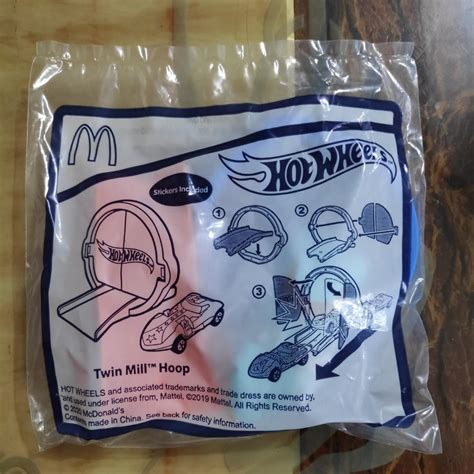 HOT WHEELS
Stickers Included
1
2
HOT WHEELS
3
Twin Mill™ Hoop
HOT WHEELS and associated trademarks and trade dress are owned by,
and used under license from, Mattel. ©2019 Mattel. All Rights Reserved.
© 2020 McDonald's
Contents made in China. See back for safety information.